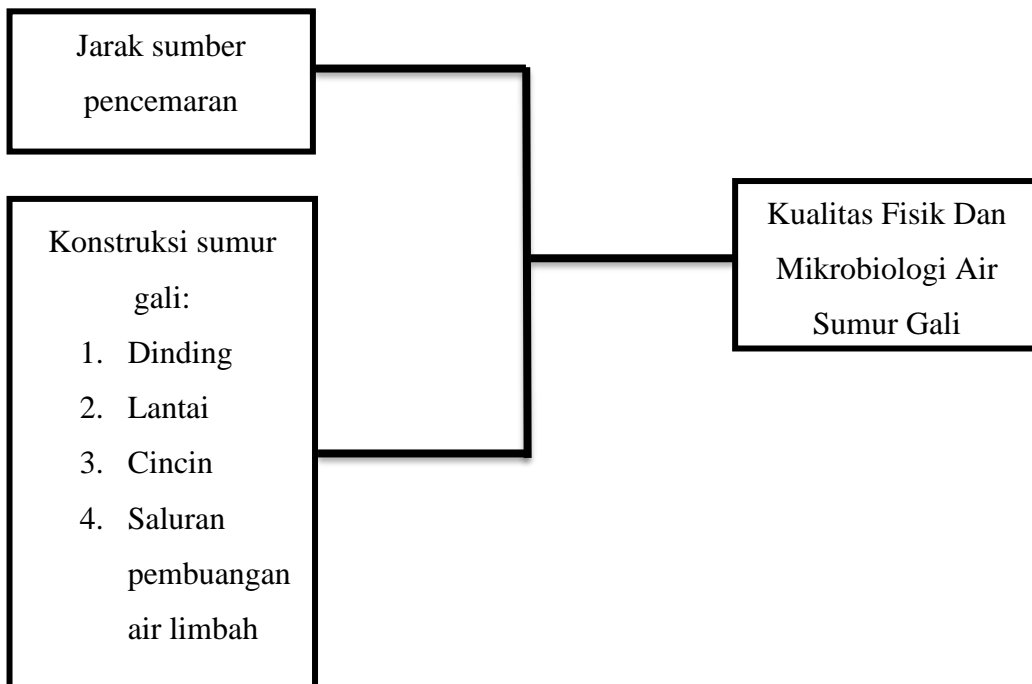 Jarak sumber
pencemaran
Konstruksi sumur
gali:
1. Dinding
2. Lantai
3. Cincin
4. Saluran
pembuangan
air limbah
Kualitas Fisik Dan
Mikrobiologi Air
Sumur Gali